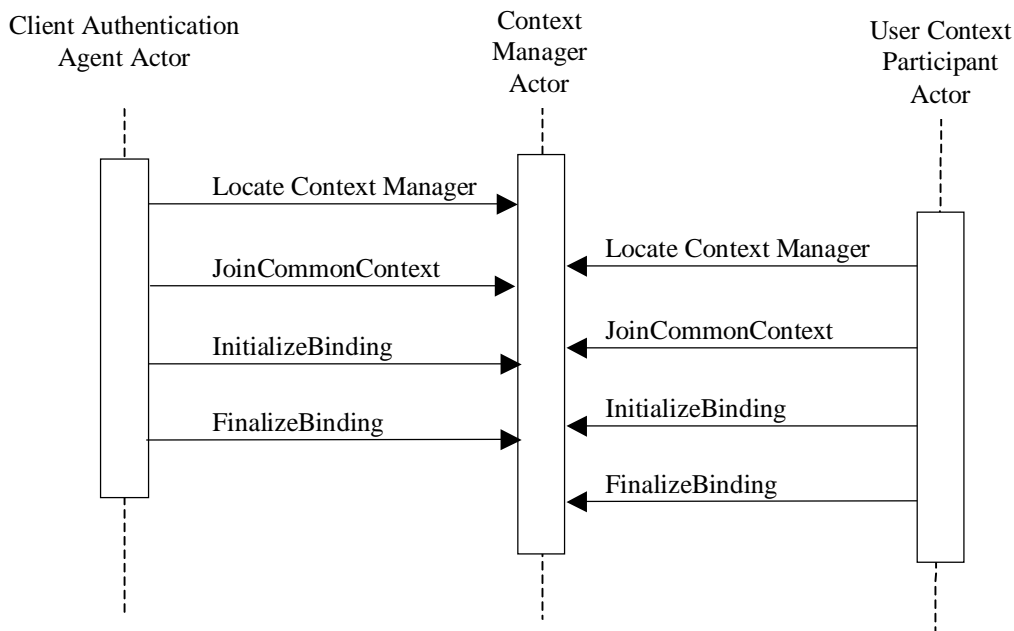 Client Authentication
Agent Actor
Context
Manager
Actor
User Context
Participant
Actor
Locate Context Manager
Locate Context Manager
JoinCommonContext
JoinCommonContext
InitializeBinding
InitializeBinding
FinalizeBinding
FinalizeBinding